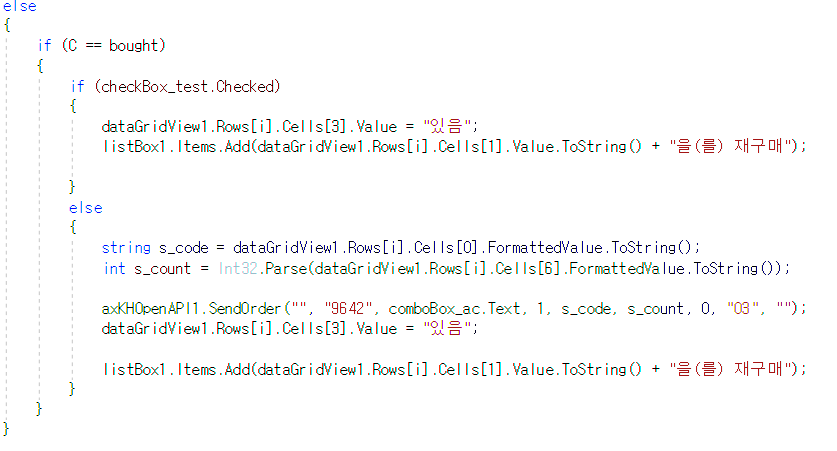 else
{
if (C == bought)
{
if (checkBox_test.Checked)
{
dataGridView1.Rows[i].Cells[3].Value = "있음";
listBox1.Items.Add(dataGridView1.Rows[i].Cells[1].Value.ToString() + "을(를) 재구매");
}
else
{
string s_code = dataGridView1.Rows[i].Cells[0].FormattedValue.ToString();
int s_count = Int32.Parse(dataGridView1.Rows[i].Cells[6].FormattedValue.ToString());
axKHOpenAPI1.SendOrder("", "9642", comboBox_ac.Text, 1, s_code, s_count, 0, "03", "");
dataGridView1.Rows[i].Cells[3].Value = "있음";
listBox1.Items.Add(dataGridView1.Rows[i].Cells[1].Value.ToString() + "을(를) 재구매");
}
}
}